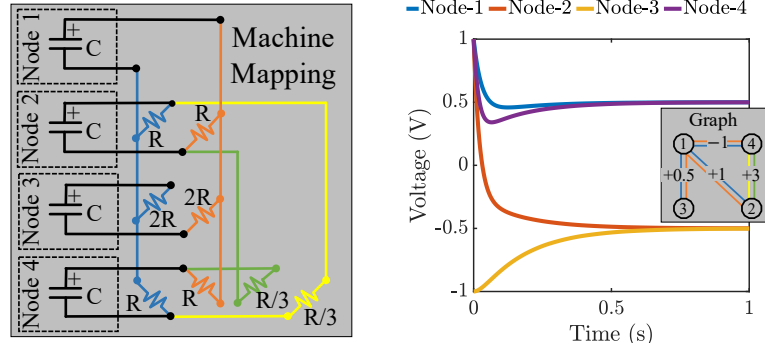 Node 1
+
C
Machine
Mapping
Node 2
+
C
R
R
Node 3
+
C
2R
2R
Node 4
+
C
R
R
R/3
R/3
Node-1 Node-2 Node-3 Node-4
Voltage (V)
1
0.5
0
-0.5
-1
0 0.5 1
Time (s)
Graph
1 −1 4
+0.5 +1 +3
3 2